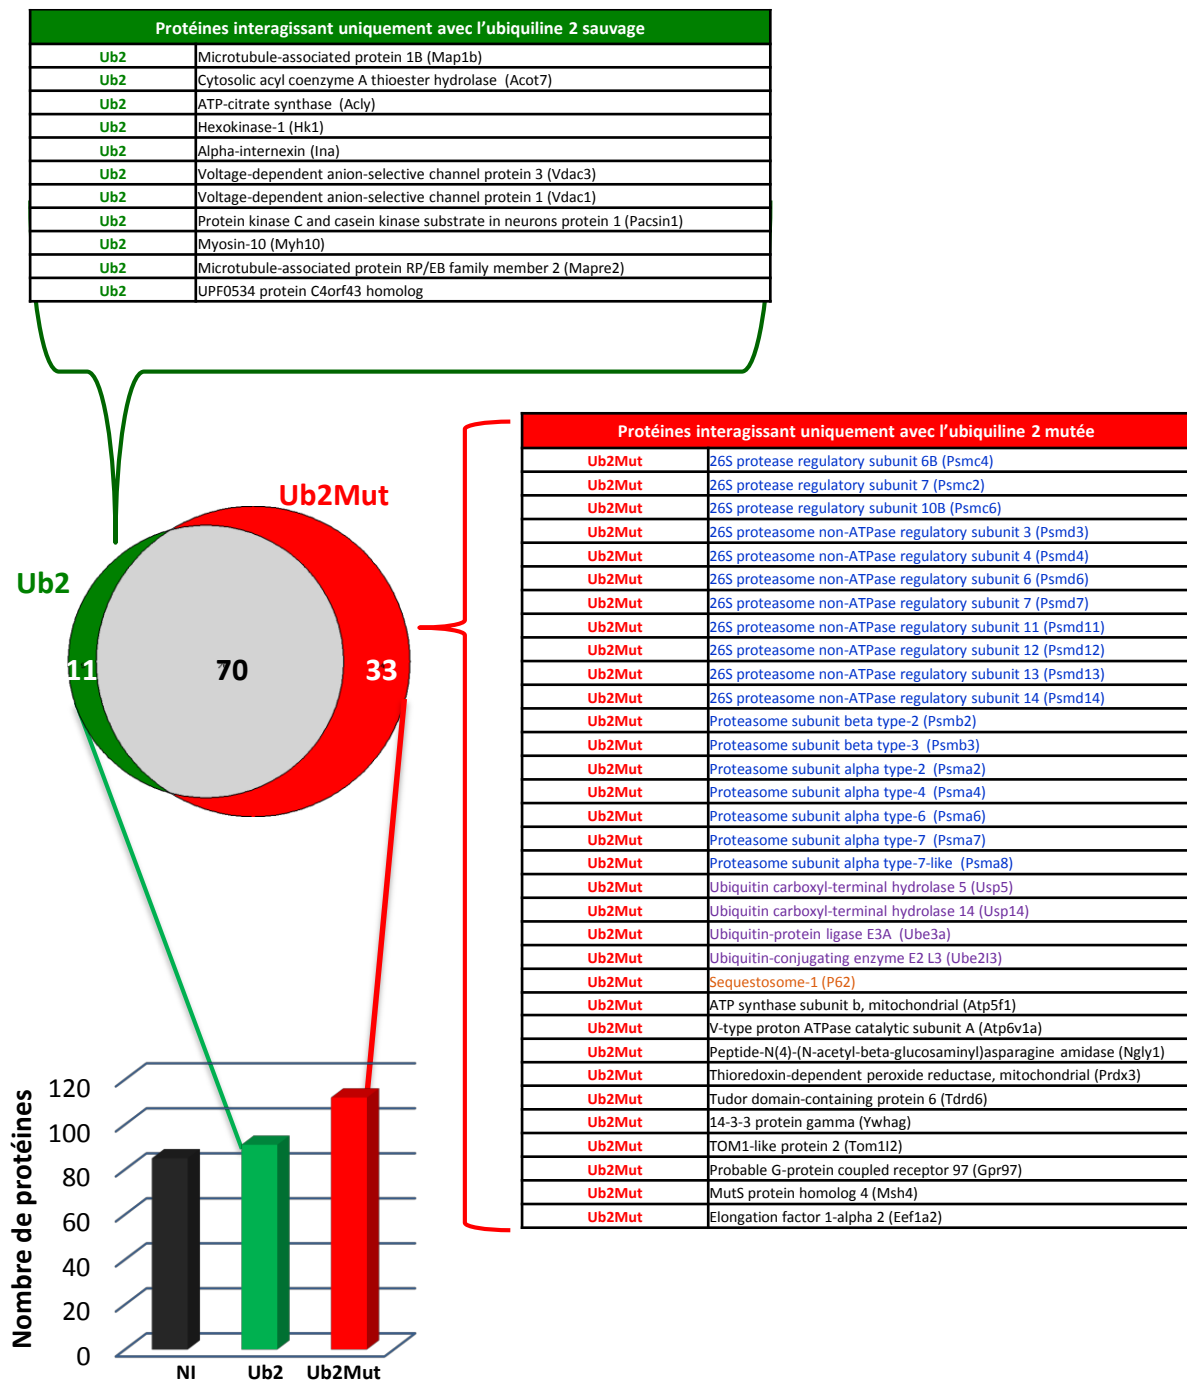 Protéines interagissant uniquement avec l'ubiquiline 2 sauvage
Ub2 Microtubule-associated protein 1B (Map1b)
Ub2 Cytosolic acyl coenzyme A thioester hydrolase (Acot7)
Ub2 ATP-citrate synthase (Acly)
Ub2 Hexokinase-1 (Hk1)
Ub2 Alpha-internexin (Ina)
Ub2 Voltage-dependent anion-selective channel protein 3 (Vdac3)
Ub2 Voltage-dependent anion-selective channel protein 1 (Vdac1)
Ub2 Protein kinase C and casein kinase substrate in neurons protein 1 (Pacsin1)
Ub2 Myosin-10 (Myh10)
Ub2 Microtubule-associated protein RP/EB family member 2 (Mapre2)
Ub2 UPF0534 protein C4orf43 homolog
Ub2Mut
Ub2
11
70
33
Protéines interagissant uniquement avec l'ubiquiline 2 mutée
Ub2Mut 26S protease regulatory subunit 6B (Psmc4)
Ub2Mut 26S protease regulatory subunit 7 (Psmc2)
Ub2Mut 26S protease regulatory subunit 10B (Psmc6)
Ub2Mut 26S proteasome non-ATPase regulatory subunit 3 (Psmd3)
Ub2Mut 26S proteasome non-ATPase regulatory subunit 4 (Psmd4)
Ub2Mut 26S proteasome non-ATPase regulatory subunit 6 (Psmd6)
Ub2Mut 26S proteasome non-ATPase regulatory subunit 7 (Psmd7)
Ub2Mut 26S proteasome non-ATPase regulatory subunit 11 (Psmd11)
Ub2Mut 26S proteasome non-ATPase regulatory subunit 12 (Psmd12)
Ub2Mut 26S proteasome non-ATPase regulatory subunit 13 (Psmd13)
Ub2Mut 26S proteasome non-ATPase regulatory subunit 14 (Psmd14)
Ub2Mut Proteasome subunit beta type-2 (Psmb2)
Ub2Mut Proteasome subunit beta type-3 (Psmb3)
Ub2Mut Proteasome subunit alpha type-2 (Psma2)
Ub2Mut Proteasome subunit alpha type-4 (Psma4)
Ub2Mut Proteasome subunit alpha type-6 (Psma6)
Ub2Mut Proteasome subunit alpha type-7 (Psma7)
Ub2Mut Proteasome subunit alpha type-7-like (Psma8)
Ub2Mut Ubiquitin carboxyl-terminal hydrolase 5 (Usp5)
Ub2Mut Ubiquitin carboxyl-terminal hydrolase 14 (Usp14)
Ub2Mut Ubiquitin-protein ligase E3A (Ube3a)
Ub2Mut Ubiquitin-conjugating enzyme E2 L3 (Ube2l3)
Ub2Mut Sequestosome-1 (P62)
Ub2Mut ATP synthase subunit b, mitochondrial (Atp5f1)
Ub2Mut V-type proton ATPase catalytic subunit A (Atp6v1a)
Ub2Mut Peptide-N(4)-(N-acetyl-beta-glucosaminyl)asparagine amidase (Ngly1)
Ub2Mut Thioredoxin-dependent peroxide reductase, mitochondrial (Prdx3)
Ub2Mut Tudor domain-containing protein 6 (Tdrd6)
Ub2Mut 14-3-3 protein gamma (Ywhag)
Ub2Mut TOM1-like protein 2 (Tom1l2)
Ub2Mut Probable G-protein coupled receptor 97 (Gpr97)
Ub2Mut MutS protein homolog 4 (Msh4)
Ub2Mut Elongation factor 1-alpha 2 (Eef1a2)
Nombre de protéines
120
100
80
60
40
20
0
NI Ub2 Ub2Mut